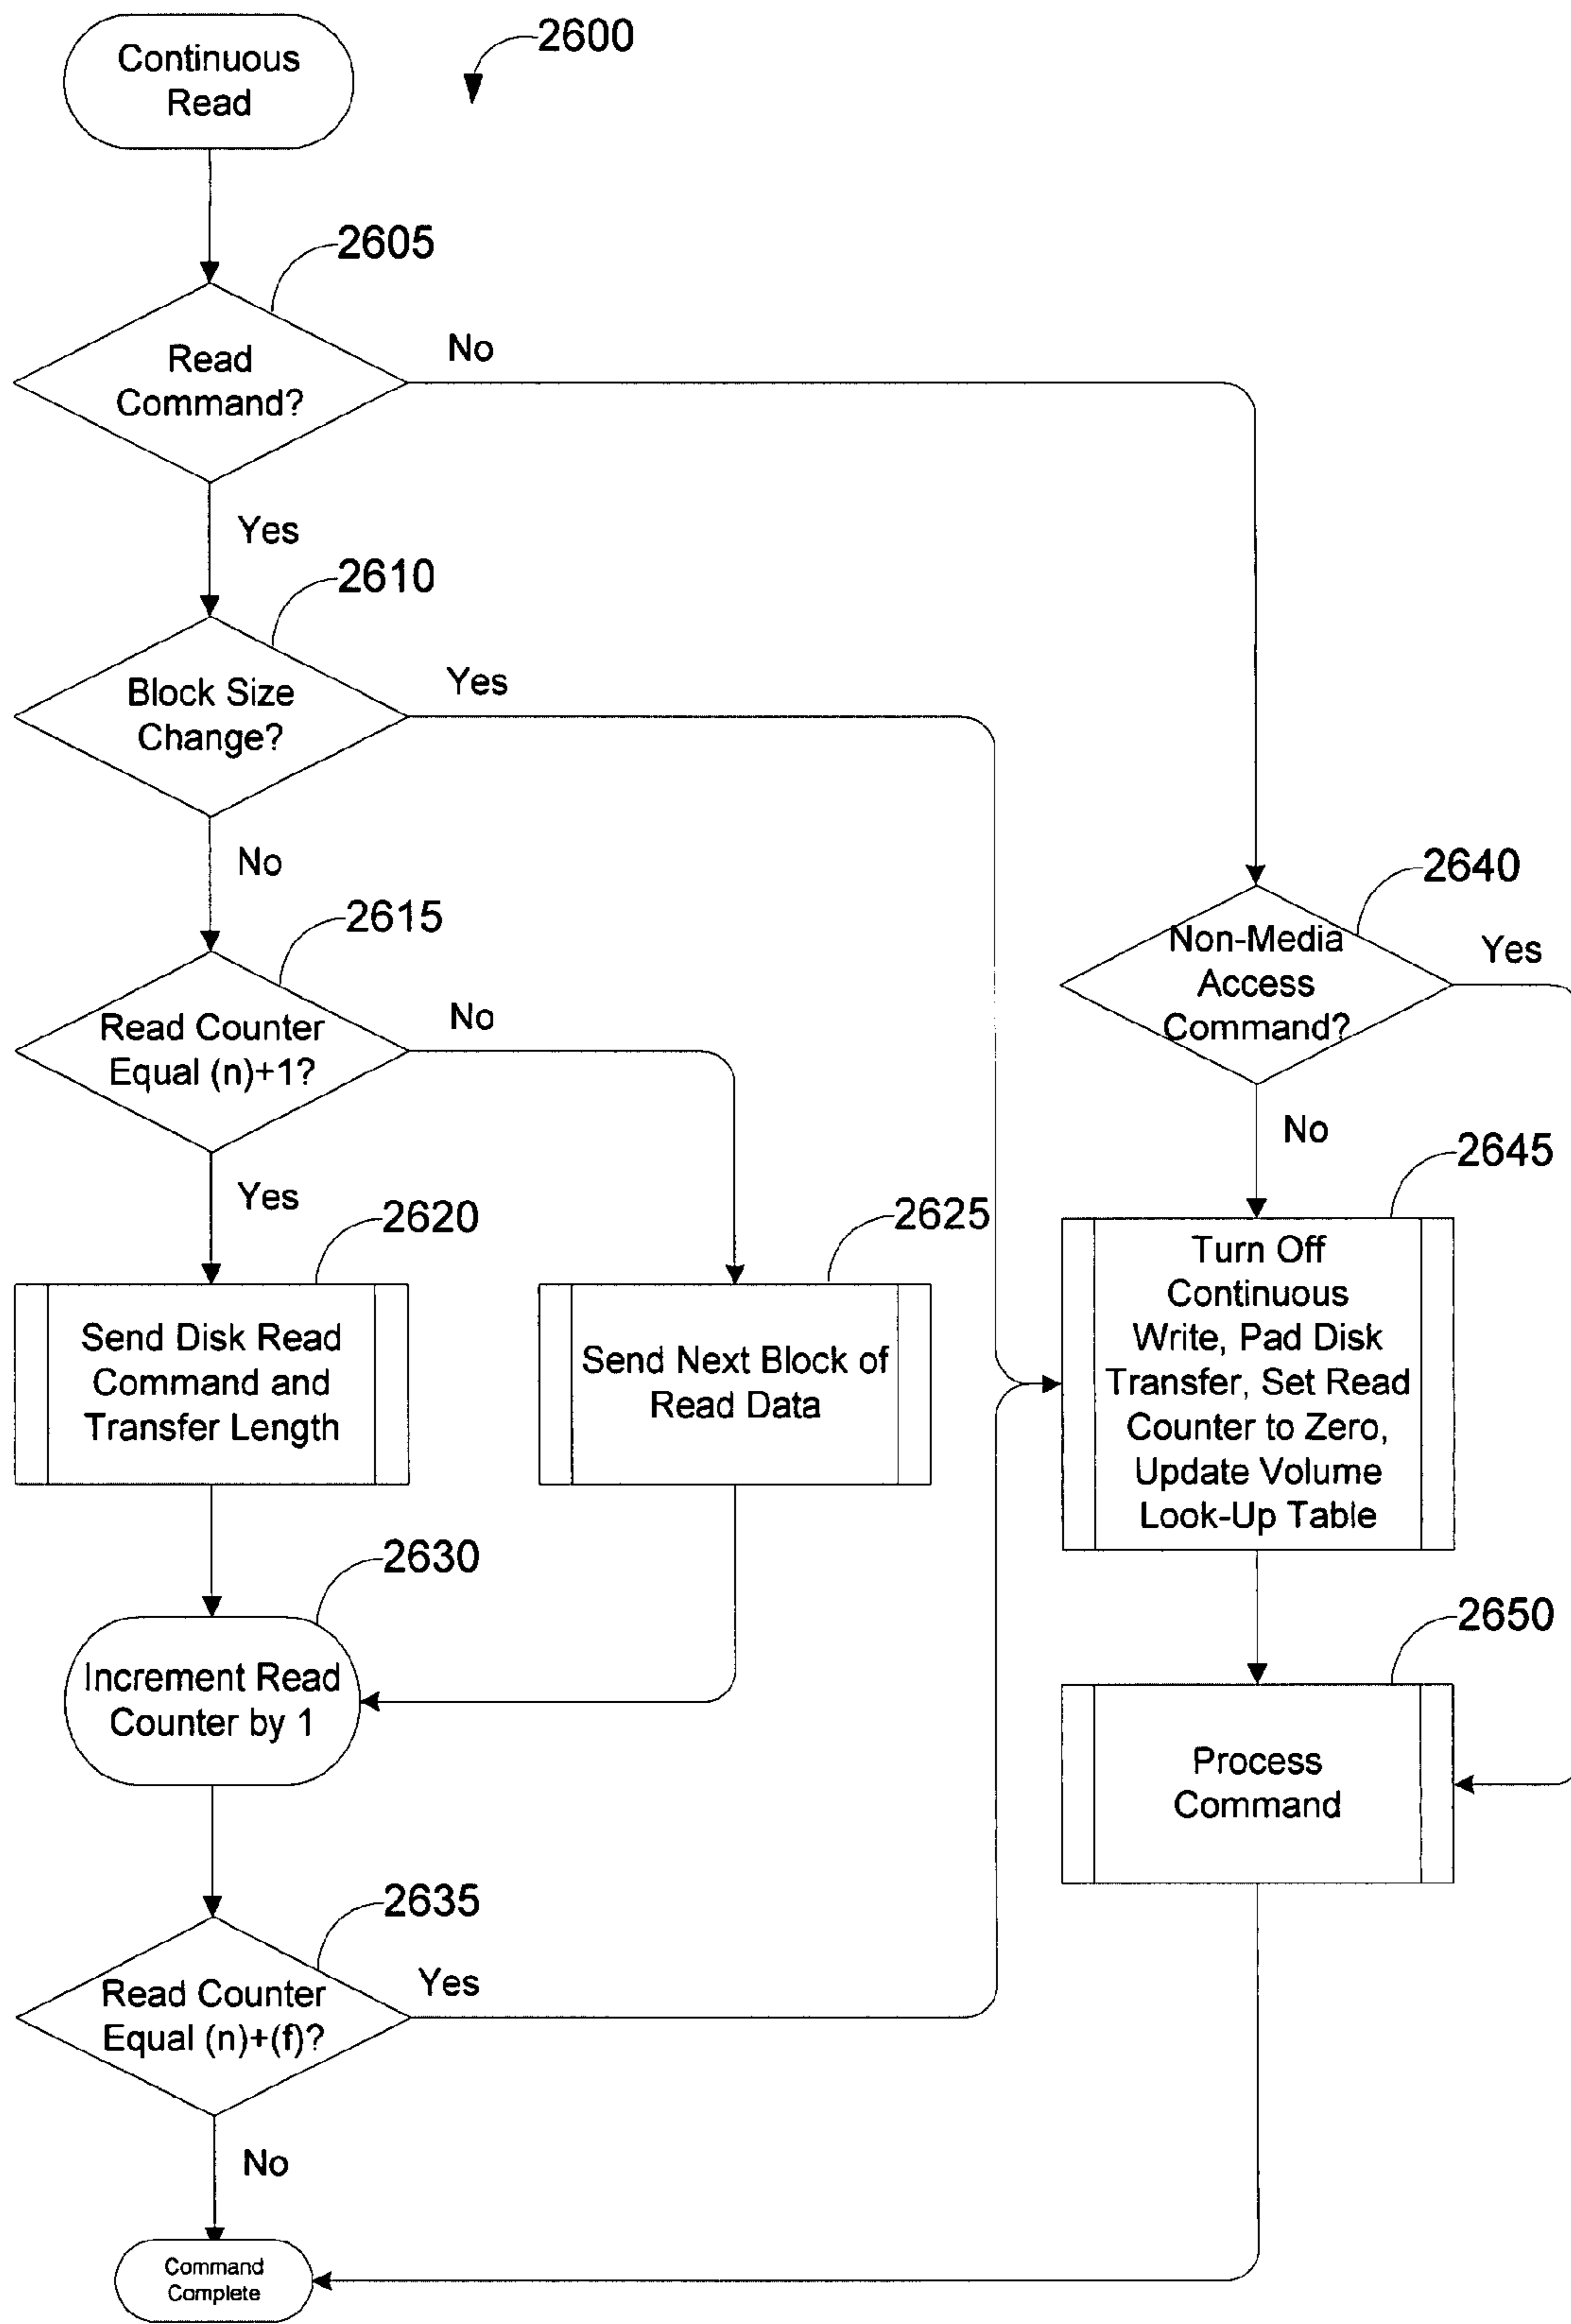 Continuous
Read
2600
2605
Read
Command?
No
Yes
2610
Block Size
Change?
Yes
No
2615
Read Counter
Equal (n)+1?
No
Yes
2620
Send Disk Read
Command and
Transfer Length
2625
Send Next Block of
Read Data
2630
Increment Read
Counter by 1
2635
Read Counter
Equal (n)+(f)?
Yes
No
Command
Complete
2640
Non-Media
Access
Command?
Yes
No
2645
Turn Off
Continuous
Write, Pad Disk
Transfer, Set Read
Counter to Zero,
Update Volume
Look-Up Table
2650
Process
Command